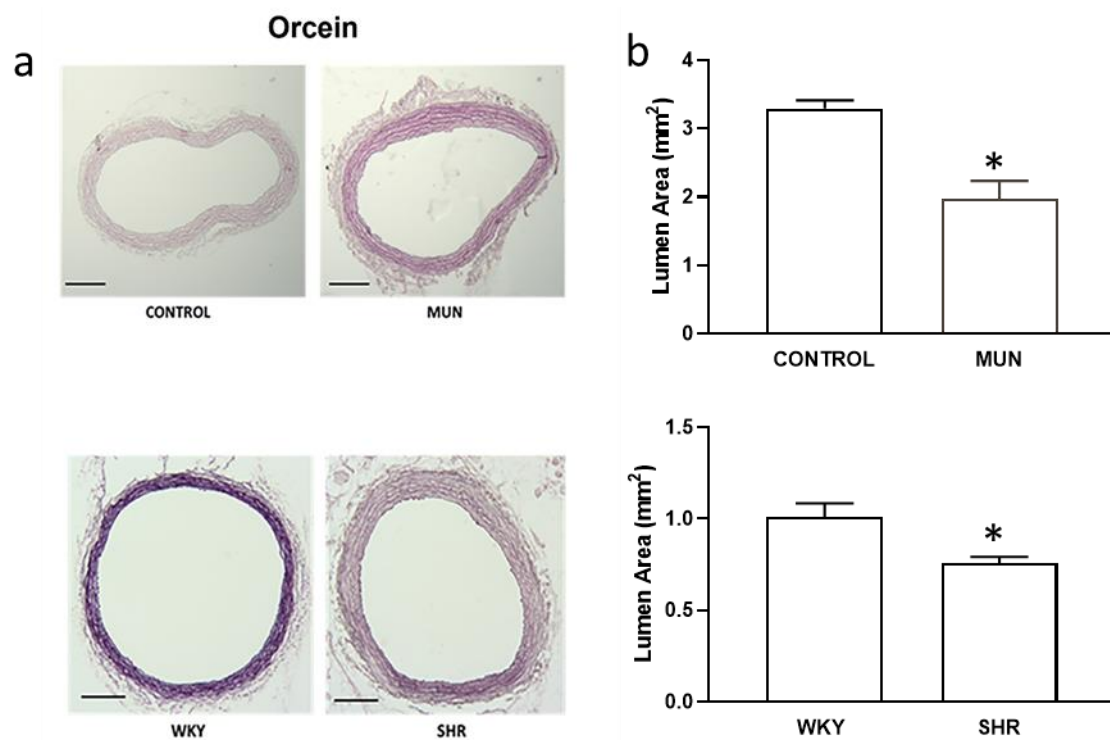 Orcein
a
CONTROL
MUN
WKY
SHR
b
Lumen Area (mm²)
4
3
2
1
0
*
CONTROL
MUN
Lumen Area (mm²)
1.5
1.0
0.5
0.0
*
WKY
SHR